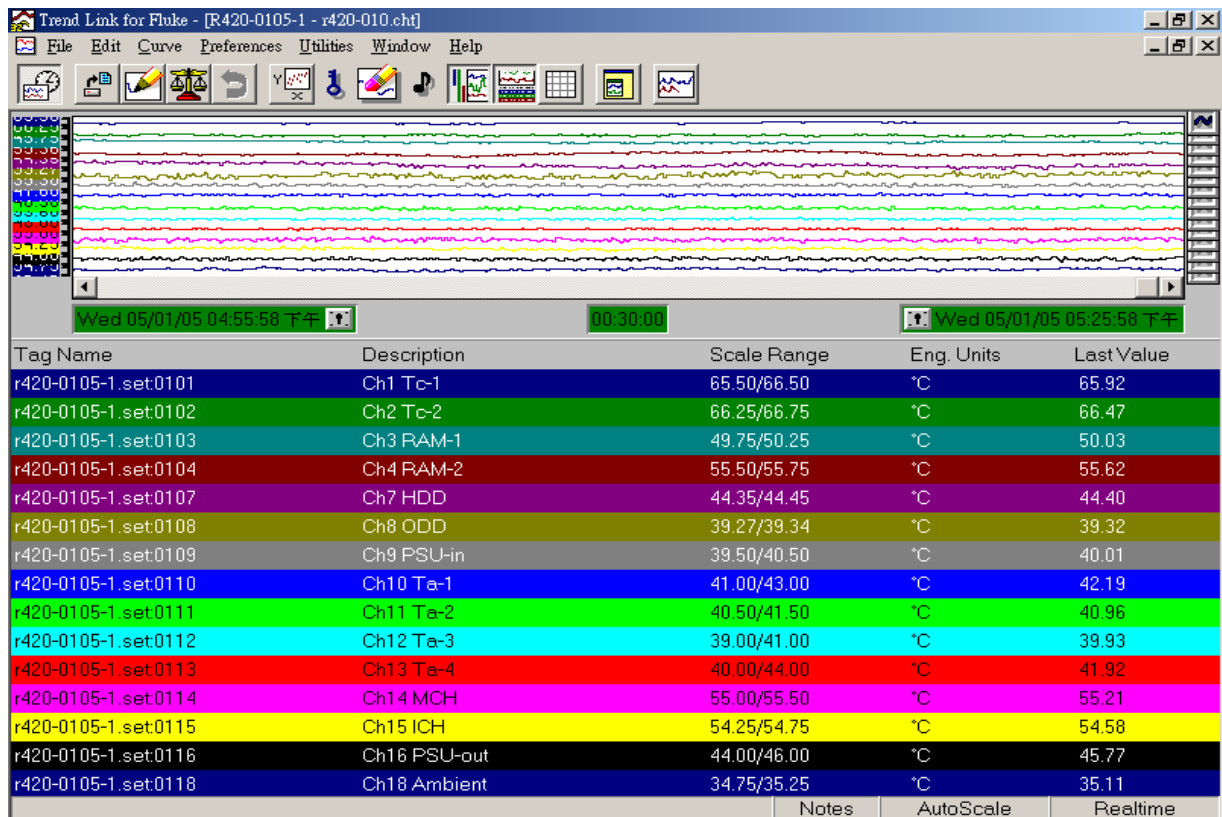 Trend Link for Fluke - [R420-0105-1 - r420-010.cht]
File Edit Curve Preferences Utilities Window Help
Wed 05/01/05 04:55:58 下午 00:30:00 Wed 05/01/05 05:25:58 下午
Tag Name Description Scale Range Eng. Units Last Value
r420-0105-1.set:0101 Ch1 Tc-1 65.50/66.50 °C 65.92
r420-0105-1.set:0102 Ch2 Tc-2 66.25/66.75 °C 66.47
r420-0105-1.set:0103 Ch3 RAM-1 49.75/50.25 °C 50.03
r420-0105-1.set:0104 Ch4 RAM-2 55.50/55.75 °C 55.62
r420-0105-1.set:0107 Ch7 HDD 44.35/44.45 °C 44.40
r420-0105-1.set:0108 Ch8 ODD 39.27/39.34 °C 39.32
r420-0105-1.set:0109 Ch9 PSU-in 39.50/40.50 °C 40.01
r420-0105-1.set:0110 Ch10 Ta-1 41.00/43.00 °C 42.19
r420-0105-1.set:0111 Ch11 Ta-2 40.50/41.50 °C 40.96
r420-0105-1.set:0112 Ch12 Ta-3 39.00/41.00 °C 39.93
r420-0105-1.set:0113 Ch13 Ta-4 40.00/44.00 °C 41.92
r420-0105-1.set:0114 Ch14 MCH 55.00/55.50 °C 55.21
r420-0105-1.set:0115 Ch15 ICH 54.25/54.75 °C 54.58
r420-0105-1.set:0116 Ch16 PSU-out 44.00/46.00 °C 45.77
r420-0105-1.set:0118 Ch18 Ambient 34.75/35.25 °C 35.11
Notes AutoScale Realtime